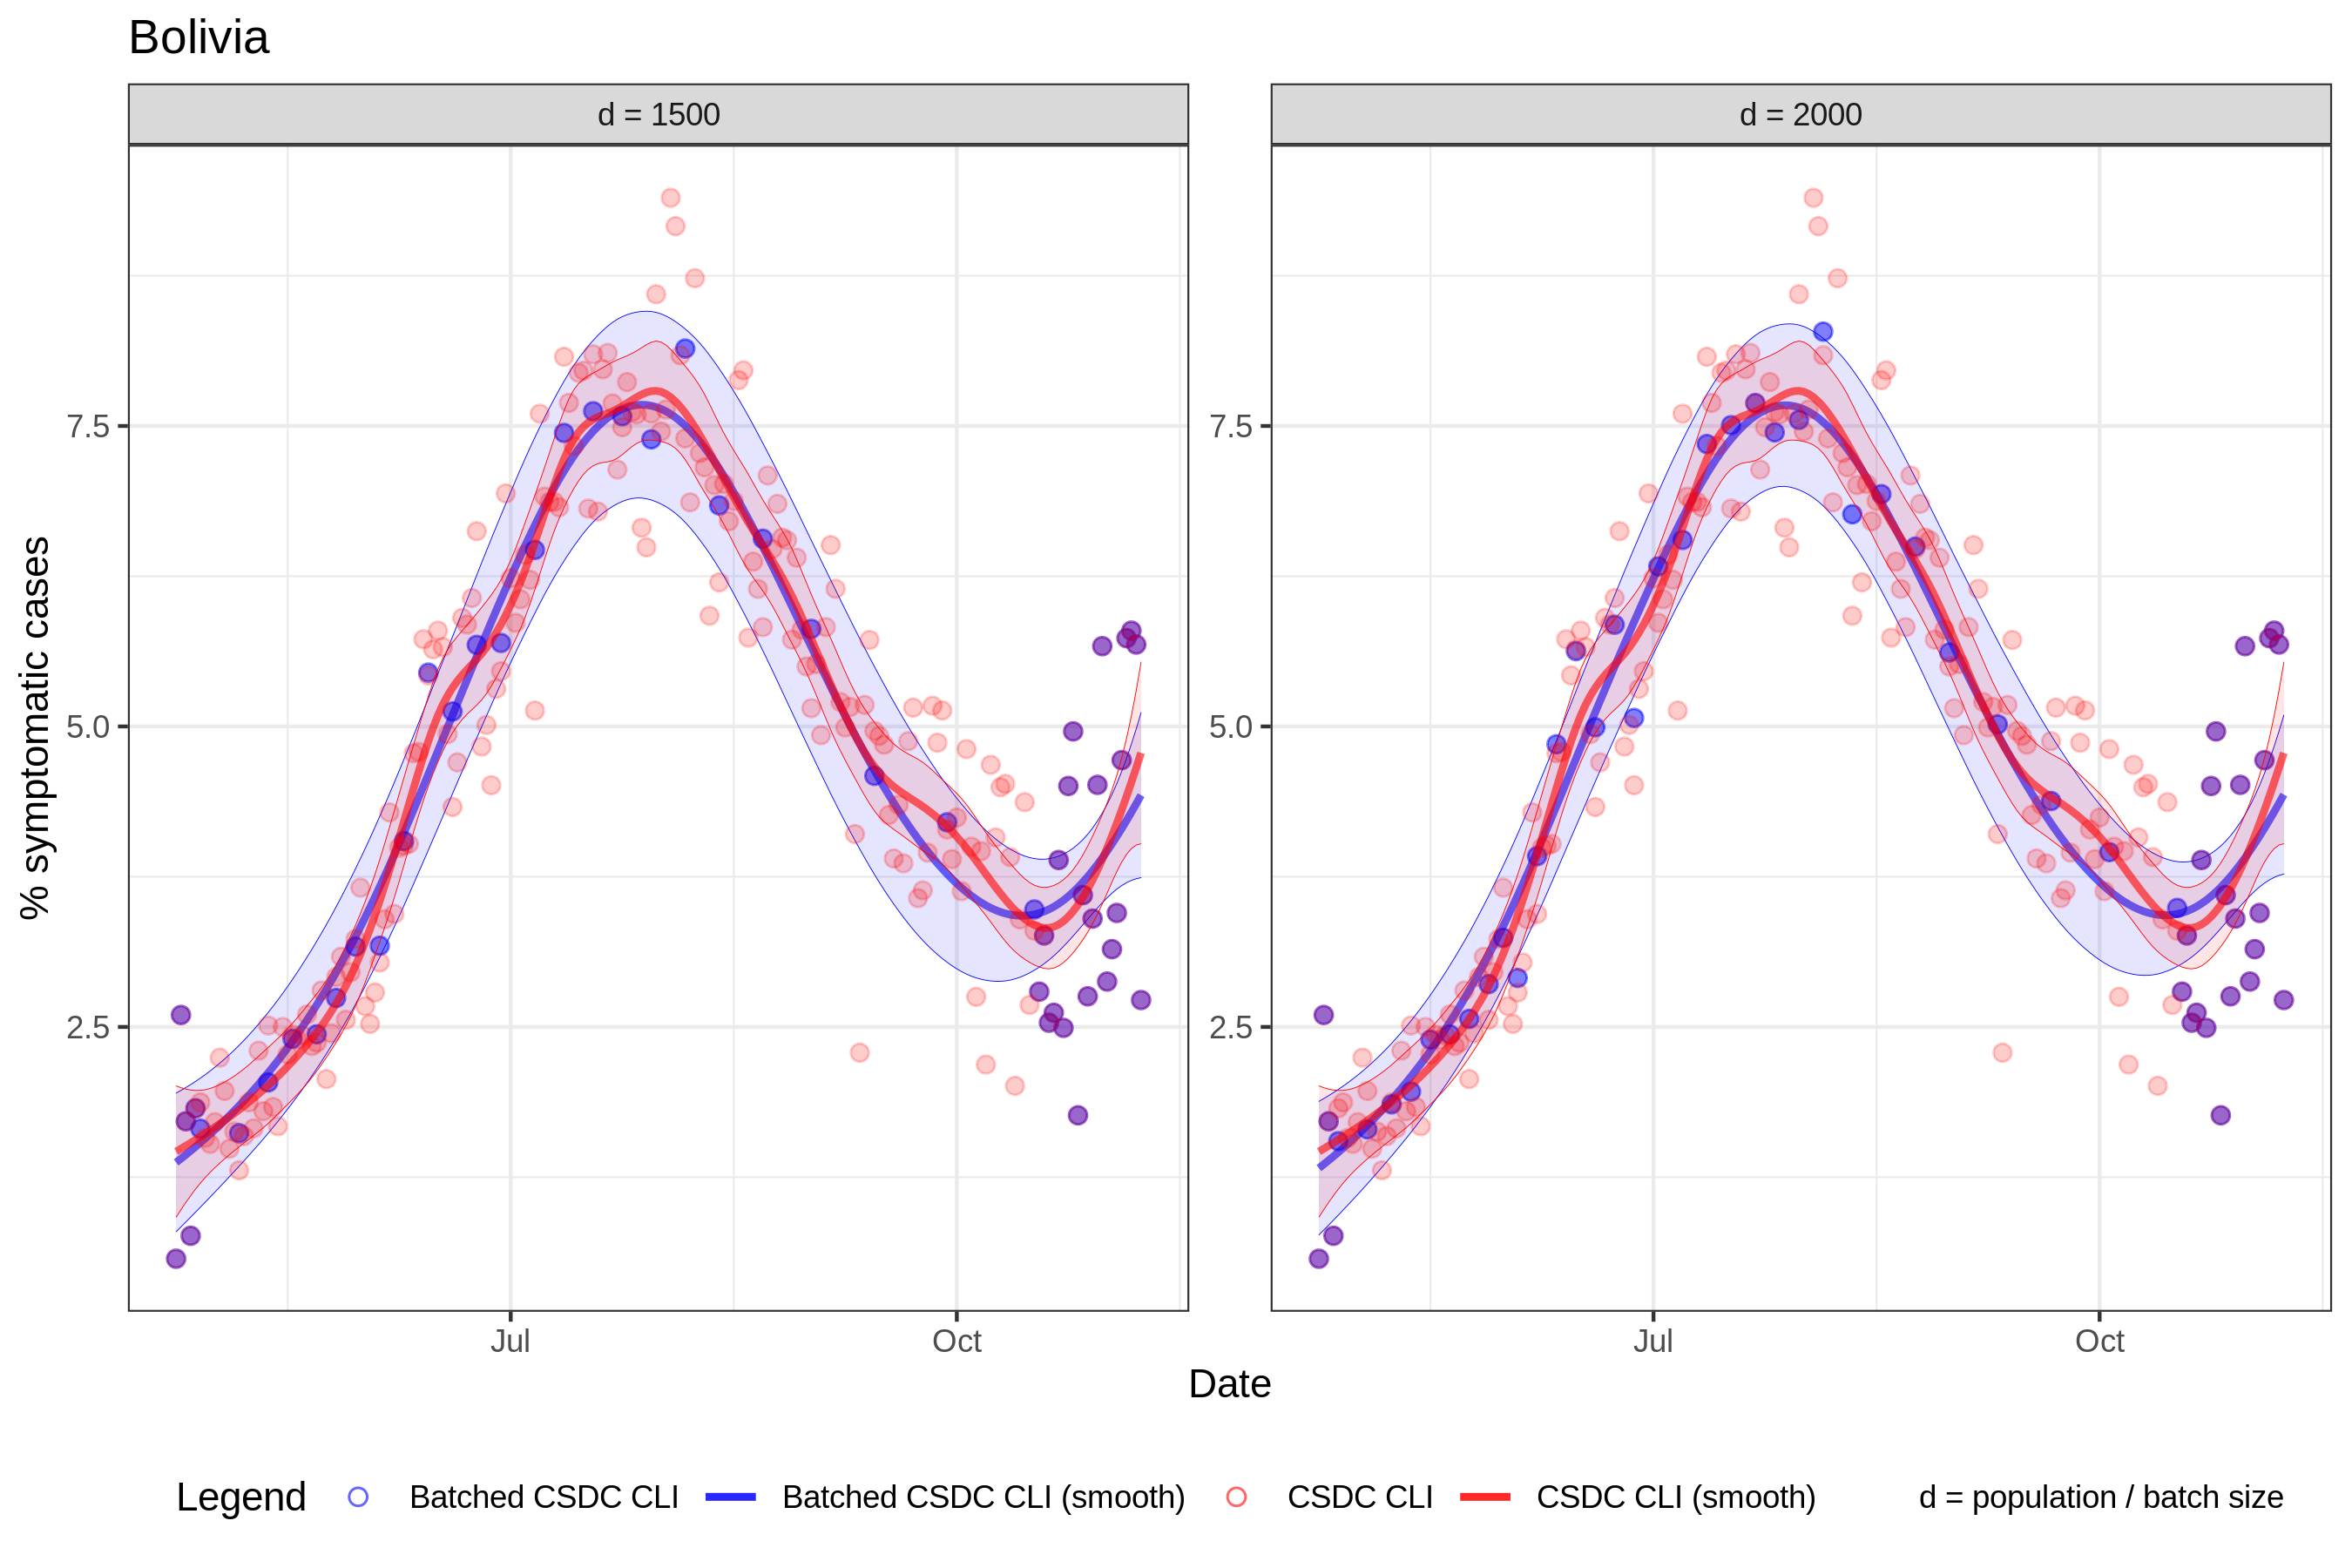 Bolivia
d = 1500
d = 2000
% symptomatic cases
7.5
5.0
2.5
7.5
5.0
2.5
Jul
Oct
Jul
Oct
Date
Legend Batched CSDC CLI Batched CSDC CLI (smooth) CSDC CLI CSDC CLI (smooth) d = population / batch size